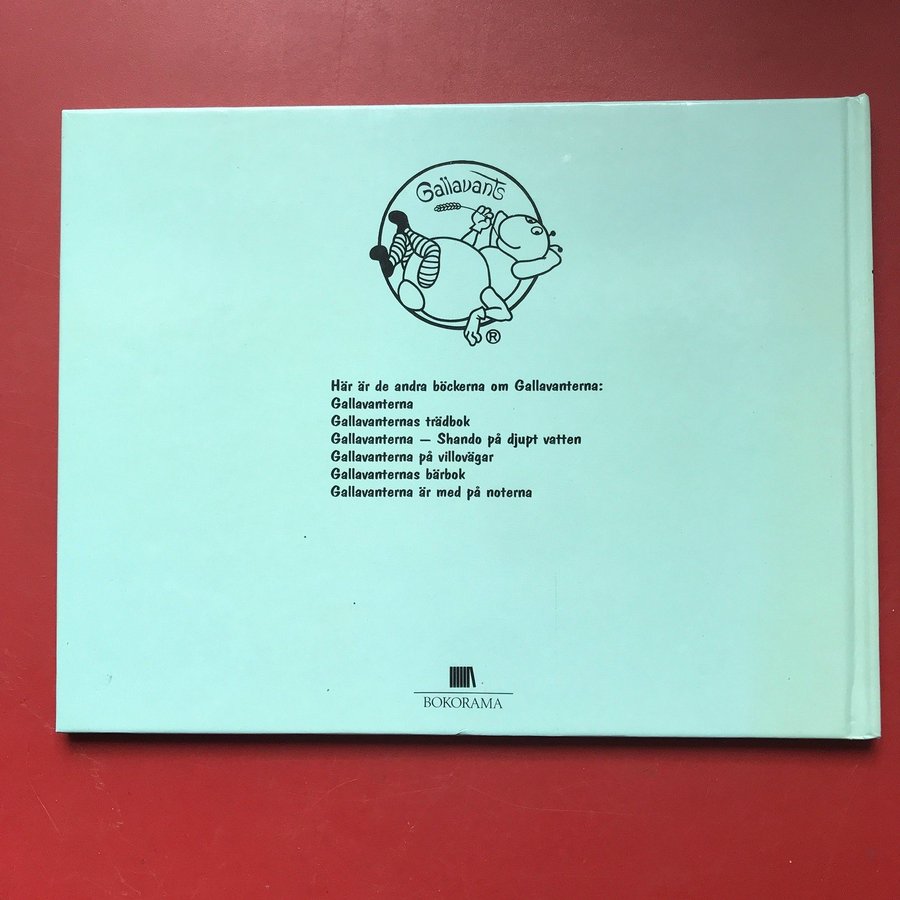 Gallavants
®
Här är de andra böckerna om Gallavanterna:
Gallavanterna
Gallavanternas trädbok
Gallavanterna — Shando på djupt vatten
Gallavanterna på villovägar
Gallavanternas bärbok
Gallavanterna är med på noterna
BOKORAMA